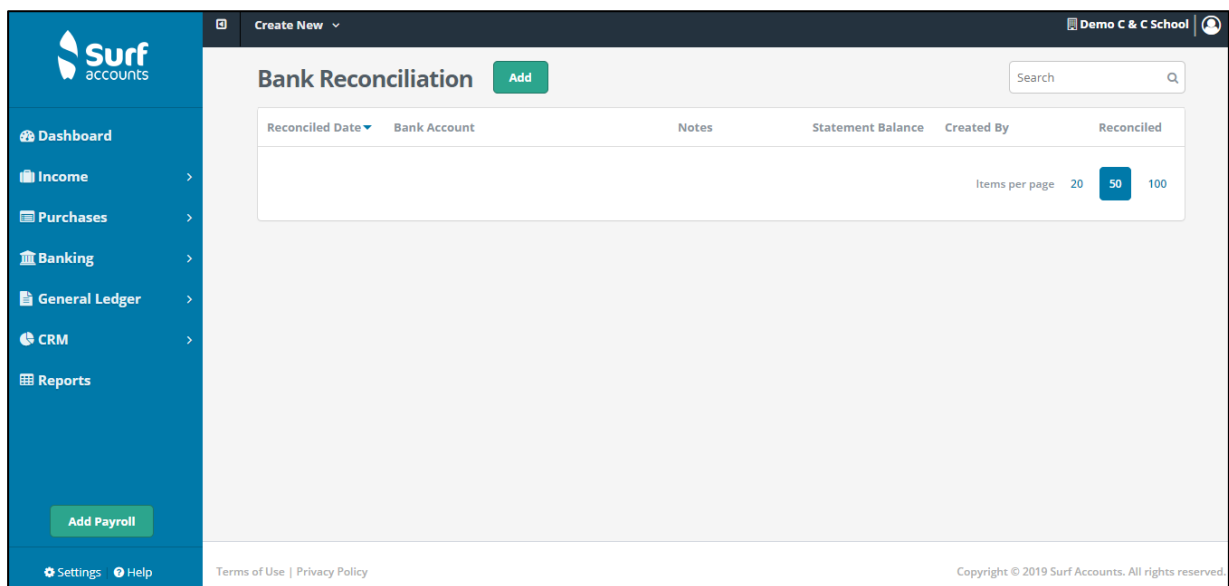 Surf
accounts
Create New
Demo C & C School
Bank Reconciliation Add Search
Dashboard
Income
Purchases
Banking
General Ledger
CRM
Reports
Add Payroll
Settings Help
Reconciled Date Bank Account Notes Statement Balance Created By Reconciled
Items per page 20 50 100
Terms of Use | Privacy Policy
Copyright © 2019 Surf Accounts. All rights reserved.